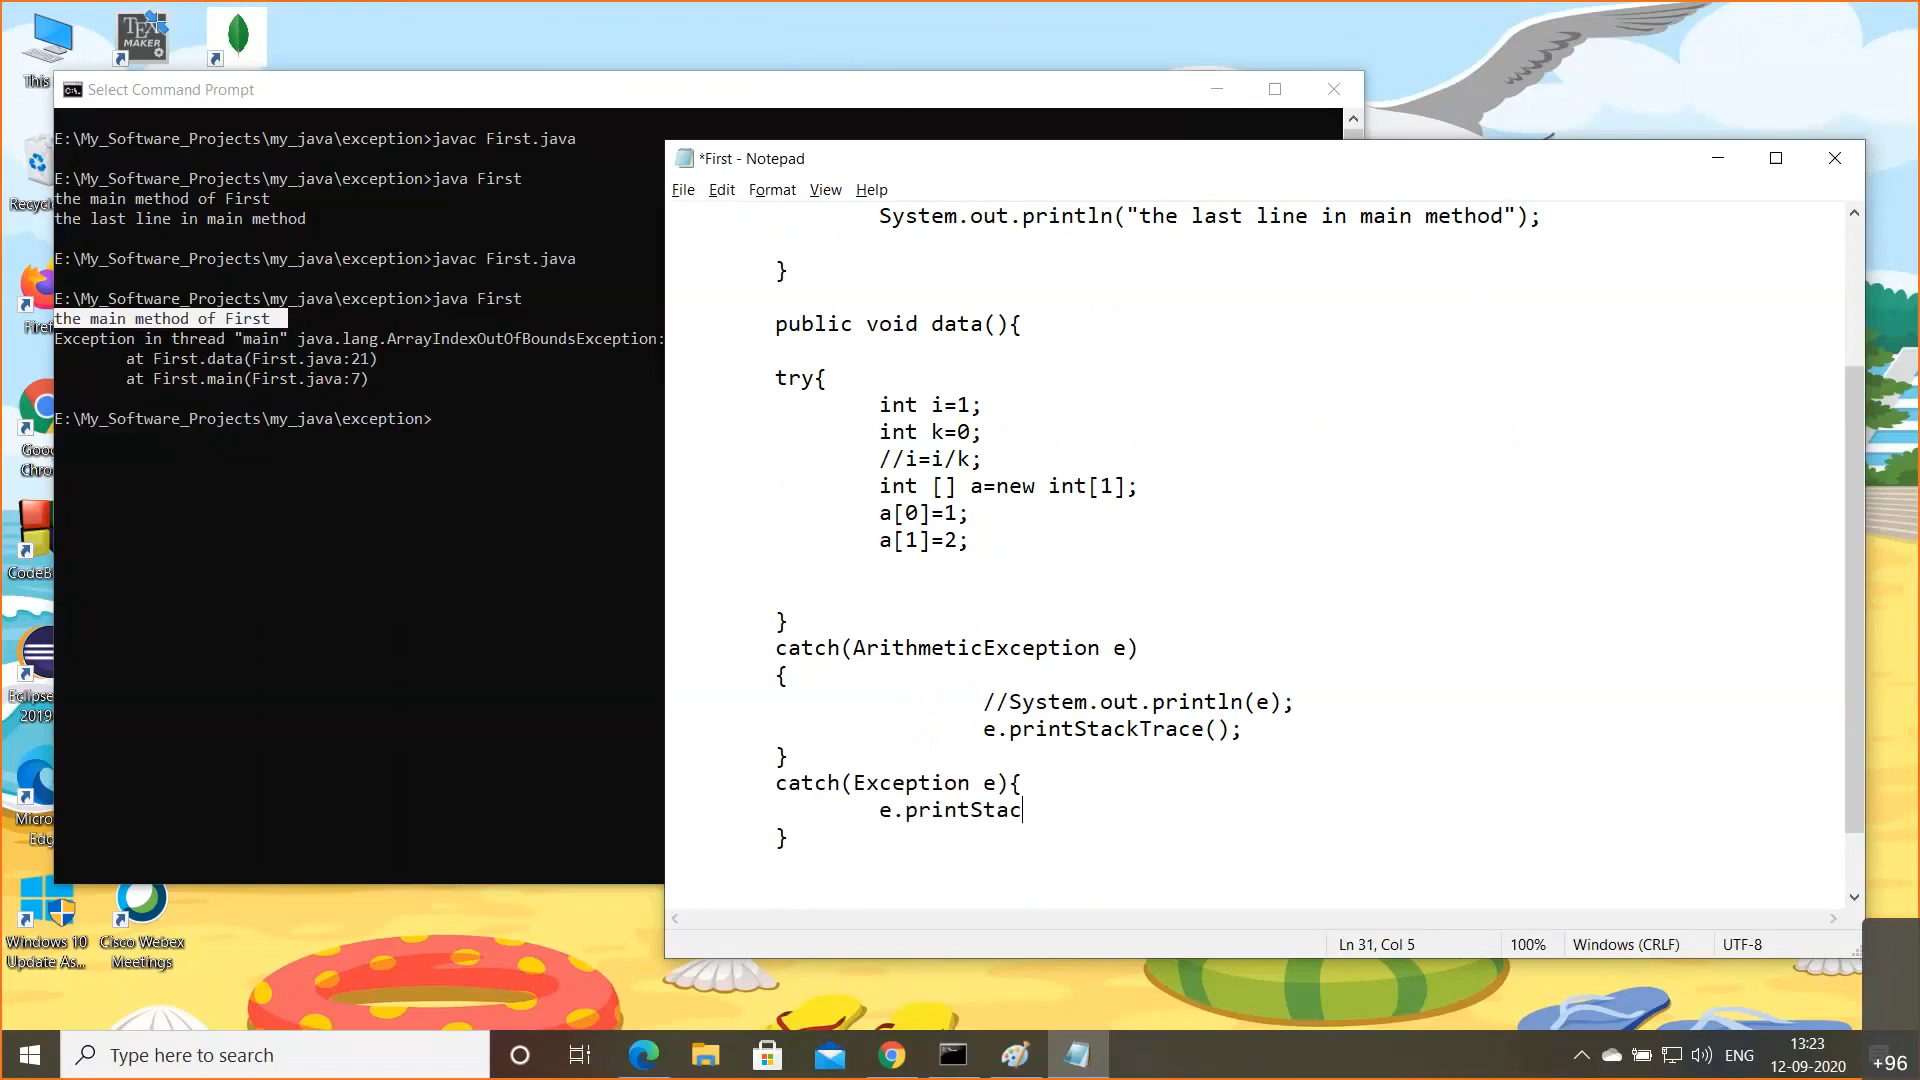 This
TEX
MAKER
Select Command Prompt
E:\My_Software_Projects\my_java\exception>javac First.java
E:\My_Software_Projects\my_java\exception>java First
the main method of First
the last line in main method
E:\My_Software_Projects\my_java\exception>javac First.java
E:\My_Software_Projects\my_java\exception>java First
the main method of First
Exception in thread "main" java.lang.ArrayIndexOutOfBoundsException:
at First.data(First.java:21)
at First.main(First.java:7)
E:\My_Software_Projects\my_java\exception>
*First - Notepad
File Edit Format View Help
System.out.println("the last line in main method");
}
public void data(){
try{
int i=1;
int k=0;
//i=i/k;
int [] a=new int[1];
a[0]=1;
a[1]=2;
}
catch(ArithmeticException e)
{
//System.out.println(e);
e.printStackTrace();
}
catch(Exception e){
e.printStac
}
Ln 31, Col 5
100%
Windows (CRLF)
UTF-8
Recycl
Firef
Goo
Chro
CodeB
Eclipse
2019
Micro
Edg
Windows 10
Update As...
Cisco Webex
Meetings
Type here to search
ENG
13:23
12-09-2020
+96